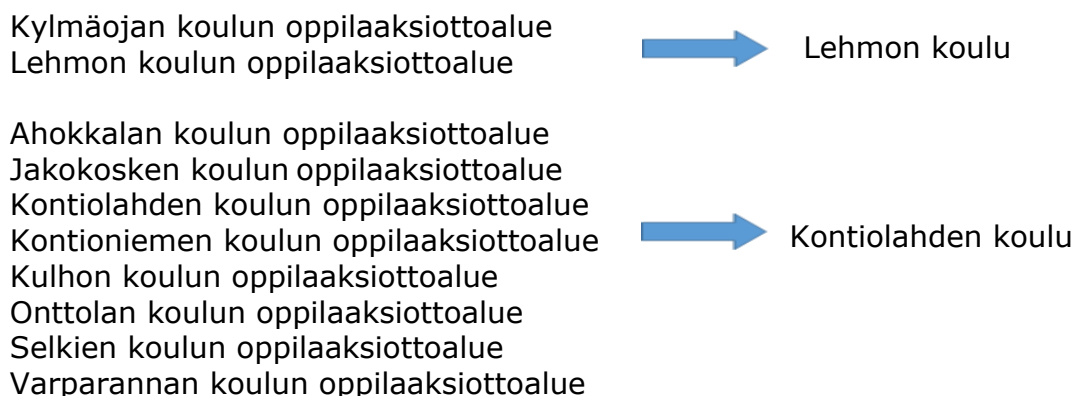 Kylmäojan koulun oppilaaksiottoalue
Lehmon koulun oppilaaksiottoalue
Lehmon koulu
Ahokkalan koulun oppilaaksiottoalue
Jakokosken koulun oppilaaksiottoalue
Kontiolahden koulun oppilaaksiottoalue
Kontioniemen koulun oppilaaksiottoalue
Kulhon koulun oppilaaksiottoalue
Onttolan koulun oppilaaksiottoalue
Selkien koulun oppilaaksiottoalue
Varparannan koulun oppilaaksiottoalue
Kontiolahden koulu